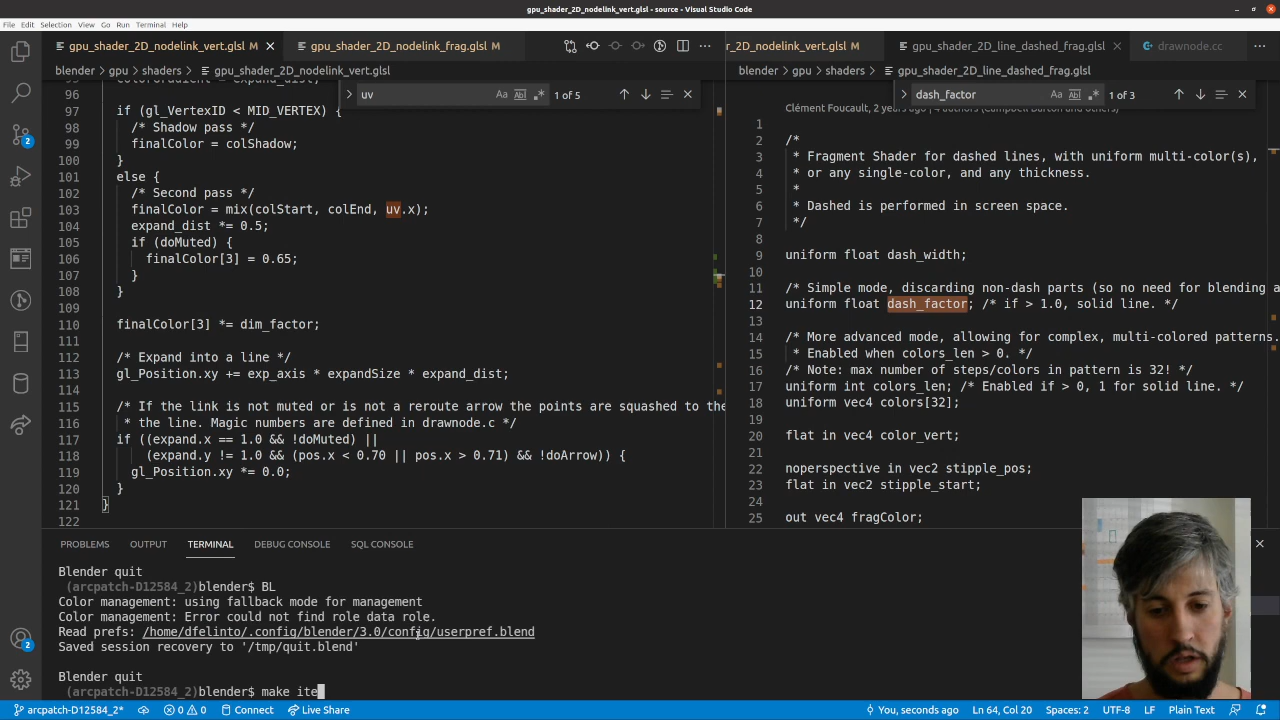 gpu_shader_2D_nodelink_vert.glsl - source - Visual Studio Code
File Edit Selection View Go Run Terminal Help
gpu_shader_2D_nodelink_vert.glsl
gpu_shader_2D_nodelink_frag.glsl M
2D_nodelink_vert.glsl M
gpu_shader_2D_line_dashed_frag.glsl
drawnode.cc
blender > gpu > shaders > gpu_shader_2D_nodelink_vert.glsl
blender > gpu > shaders > gpu_shader_2D_line_dashed_frag.glsl
uv Aa Ab 1 of 5
dash_factor Aa Ab 1 of 3
96
97 if (gl_VertexID < MID_VERTEX) {
98 /* Shadow pass */
99 finalColor = colShadow;
100 }
101 else {
102 /* Second pass */
103 finalColor = mix(colStart, colEnd, uv.x);
104 expand_dist *= 0.5;
105 if (doMuted) {
106 finalColor[3] = 0.65;
107 }
108 }
109
110 finalColor[3] *= dim_factor;
111
112 /* Expand into a line */
113 gl_Position.xy += exp_axis * expandSize * expand_dist;
114
115 /* If the link is not muted or is not a reroute arrow the points are squashed to the
116 * the line. Magic numbers are defined in drawnode.c */
117 if ((expand.x == 1.0 && !doMuted) ||
118 (expand.y != 1.0 && (pos.x < 0.70 || pos.x > 0.71) && !doArrow)) {
119 gl_Position.xy *= 0.0;
120 }
121 }
122
Clément Foucault, 2 years ago | 4 authors (Campbell Barton and others)
1
2 /*
3 * Fragment Shader for dashed lines, with uniform multi-color(s),
4 * or any single-color, and any thickness.
5 *
6 * Dashed is performed in screen space.
7 */
8
9 uniform float dash_width;
10
11 /* Simple mode, discarding non-dash parts (so no need for blending a
12 uniform float dash_factor; /* if > 1.0, solid line. */
13
14 /* More advanced mode, allowing for complex, multi-colored patterns.
15 * Enabled when colors_len > 0. */
16 /* Note: max number of steps/colors in pattern is 32! */
17 uniform int colors_len; /* Enabled if > 0, 1 for solid line. */
18 uniform vec4 colors[32];
19
20 flat in vec4 color_vert;
21
22 noperspective in vec2 stipple_pos;
23 flat in vec2 stipple_start;
24
25 out vec4 fragColor;
PROBLEMS OUTPUT TERMINAL DEBUG CONSOLE SQL CONSOLE
Blender quit
(arcpatch-D12584_2)blender$ BL
Color management: using fallback mode for management
Color management: Error could not find role data role.
Read prefs: /home/dfelinto/.config/blender/3.0/config/userpref.blend
Saved session recovery to '/tmp/quit.blend'
Blender quit
(arcpatch-D12584_2)blender$ make ite
2
2
arcpatch-D12584_2* 0 0 Connect Live Share You, seconds ago Ln 64, Col 20 Spaces: 2 UTF-8 LF Plain Text